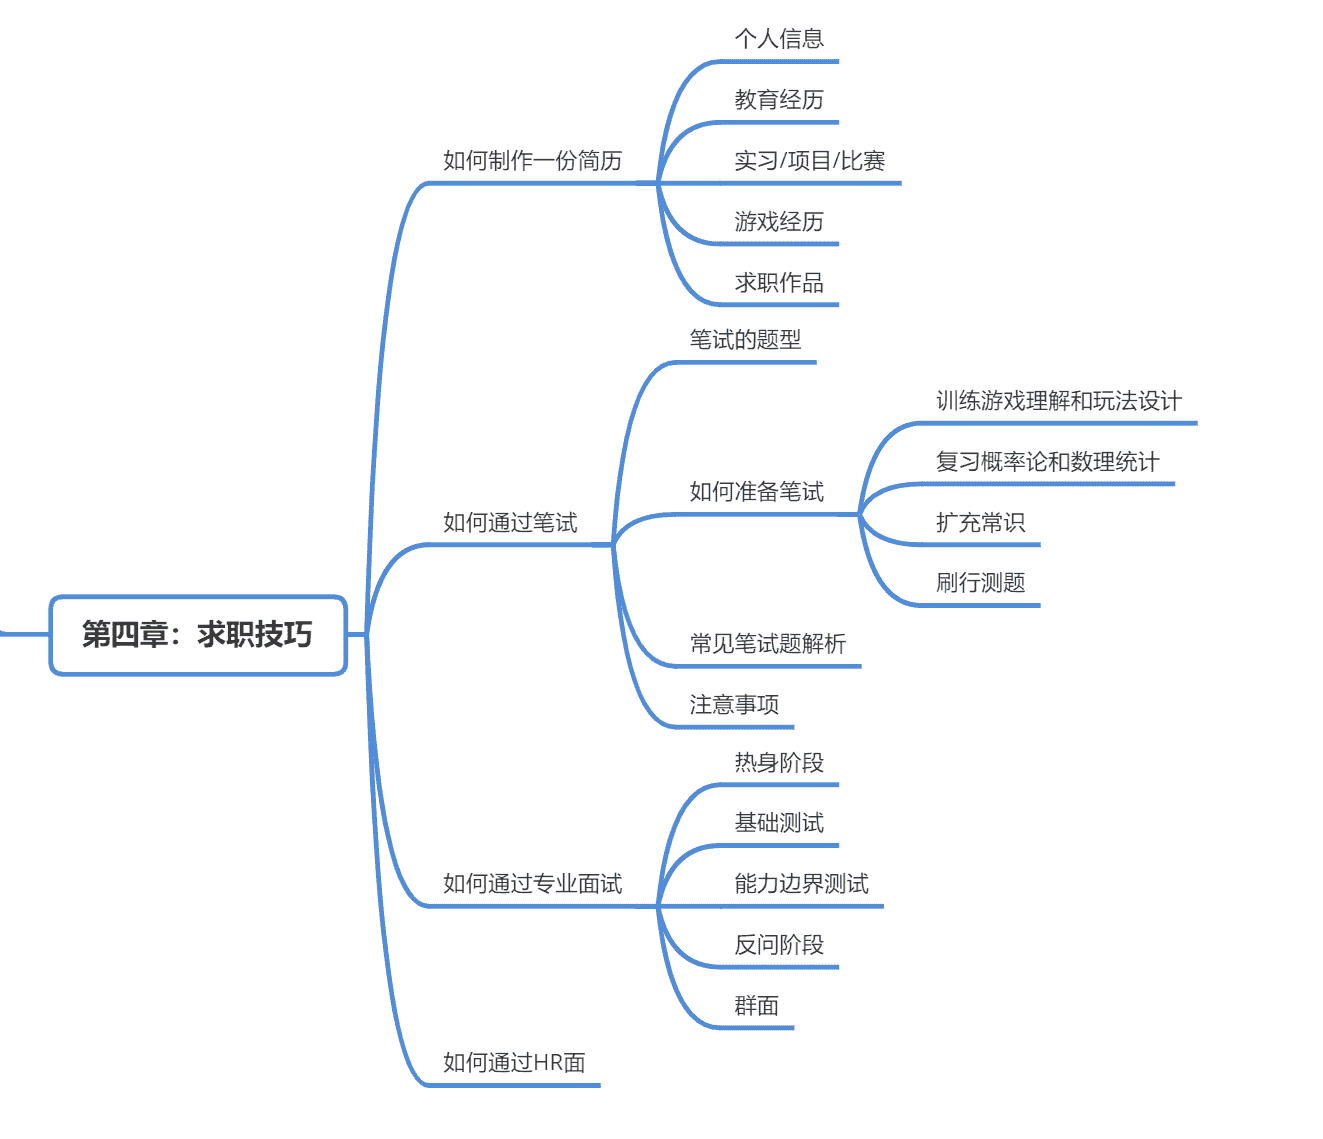 第四章：求职技巧
如何制作一份简历
个人信息
教育经历
实习/项目/比赛
游戏经历
求职作品
如何通过笔试
笔试的题型
如何准备笔试
训练游戏理解和玩法设计
复习概率论和数理统计
扩充常识
刷行测题
常见笔试题解析
注意事项
如何通过专业面试
热身阶段
基础测试
能力边界测试
反问阶段
群面
如何通过HR面